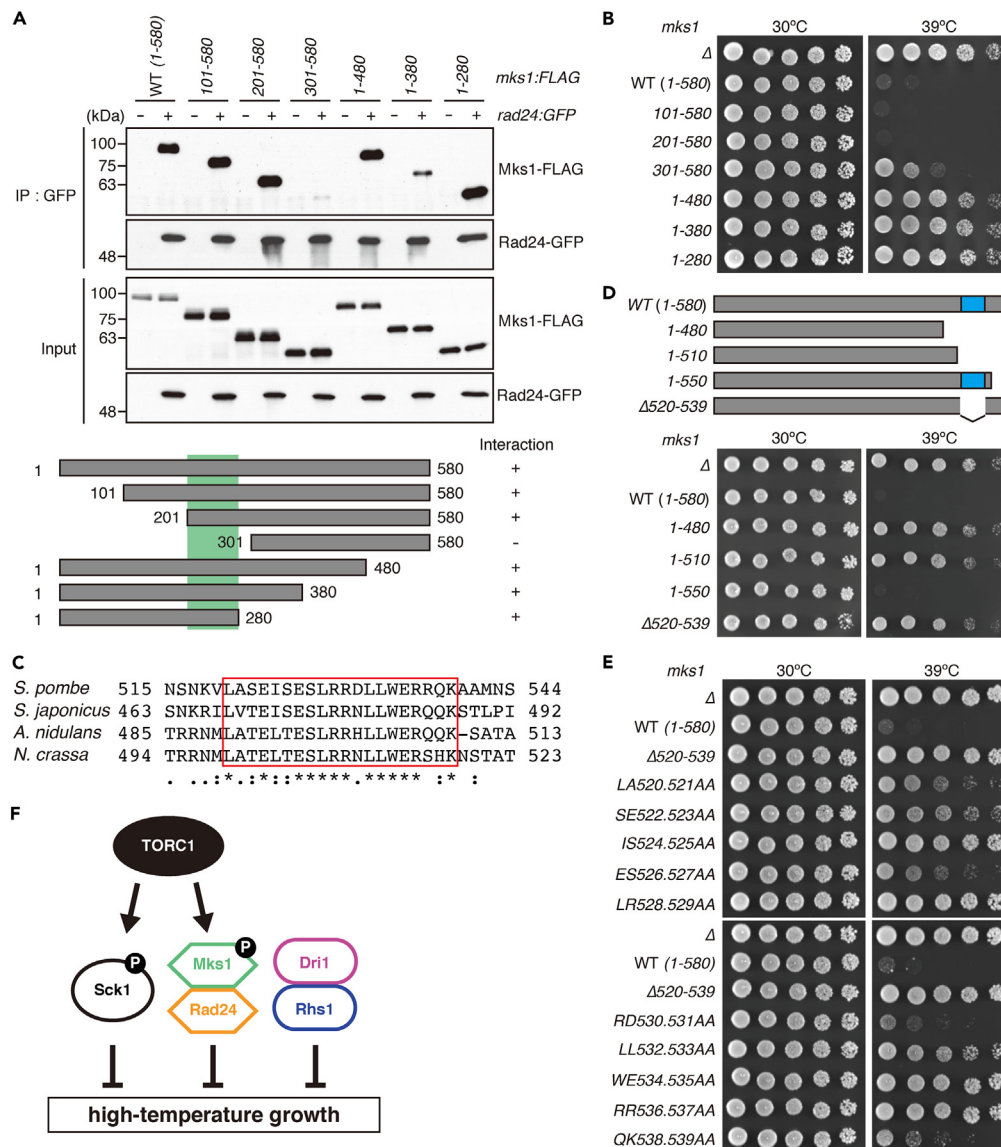 A
WT (1-580)
101-580
201-580
301-580
1-480
1-380
1-280
mks1:FLAG
(kDa)
- + - + - + - + - + - + - +
rad24:GFP
100
75
63
Mks1-FLAG
IP : GFP
Rad24-GFP
48
100
75
63
Mks1-FLAG
Input
Rad24-GFP
48
Interaction
1 580 +
101 580 +
201 580 +
301 580 -
1 480 +
1 380 +
1 280 +
B
mks1 30ºC 39ºC
Δ
WT (1-580)
101-580
201-580
301-580
1-480
1-380
1-280
C
S. pombe 515 NSNKVLASEISESLRRDLLWERRQKAAMNS 544
S. japonicus 463 SNKRILVTEISESLRRNLLWERQQKSTLPI 492
A. nidulans 485 TRRNMLATELTESLRRHLLWERQQK-SATA 513
N. crassa 494 TRRNMLATELTESLRRNLLWERSHKNSTAT 523
. .:*.:*::*****.****** :* :
D
WT (1-580)
1-480
1-510
1-550
Δ520-539
mks1 30ºC 39ºC
Δ
WT (1-580)
1-480
1-510
1-550
Δ520-539
E
mks1 30ºC 39ºC
Δ
WT (1-580)
Δ520-539
LA520.521AA
SE522.523AA
IS524.525AA
ES526.527AA
LR528.529AA
Δ
WT (1-580)
Δ520-539
RD530.531AA
LL532.533AA
WE534.535AA
RR536.537AA
QK538.539AA
F
TORC1
P
P
Sck1
Mks1
Rad24
Dri1
Rhs1
high-temperature growth